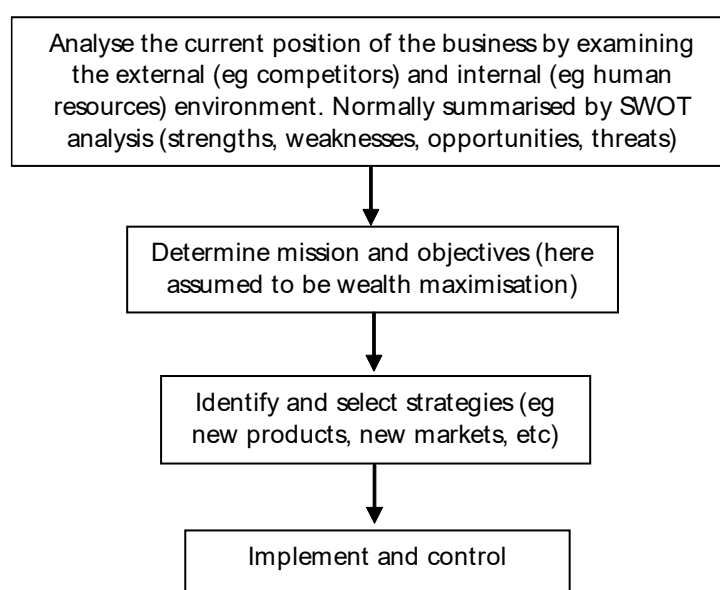 Analyse the current position of the business by examining
the external (eg competitors) and internal (eg human
resources) environment. Normally summarised by SWOT
analysis (strengths, weaknesses, opportunities, threats)
Determine mission and objectives (here
assumed to be wealth maximisation)
Identify and select strategies (eg
new products, new markets, etc)
Implement and control